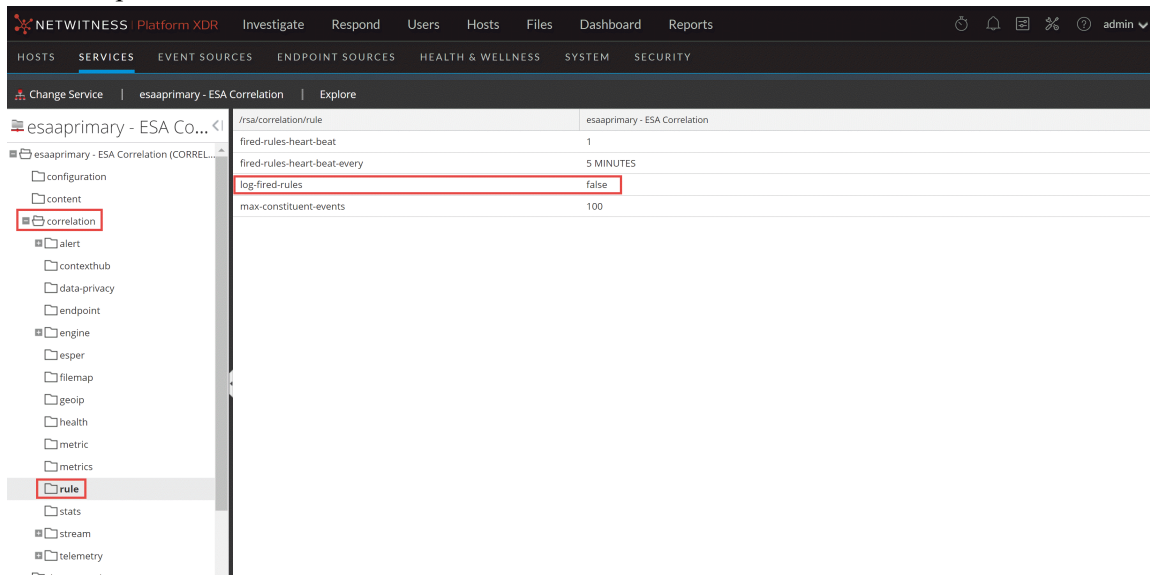 NETWITNESS | Platform XDR Investigate Respond Users Hosts Files Dashboard Reports admin
HOSTS SERVICES EVENT SOURCES ENDPOINT SOURCES HEALTH & WELLNESS SYSTEM SECURITY
Change Service | esaaprimary - ESA Correlation | Explore
esaaprimary - ESA Co...
/rsa/correlation/rule esaaprimary - ESA Correlation
fired-rules-heart-beat 1
esaaprimary - ESA Correlation (CORREL...
fired-rules-heart-beat-every 5 MINUTES
configuration
log-fired-rules false
content
max-constituent-events 100
correlation
alert
contexthub
data-privacy
endpoint
engine
esper
filemap
geoip
health
metric
metrics
rule
stats
stream
telemetry